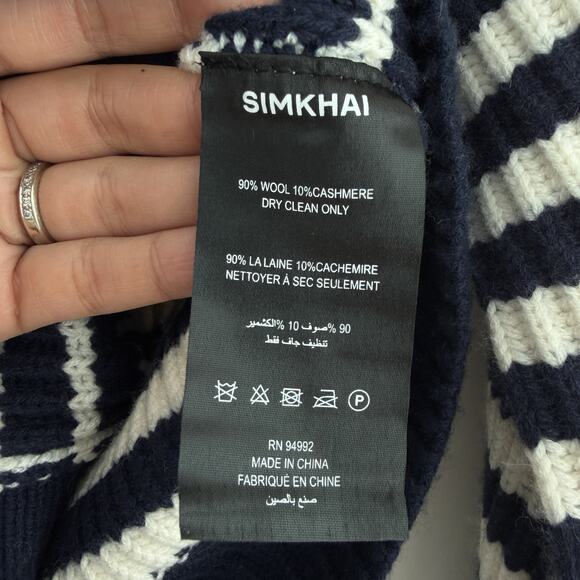 SIMKHAI
90% WOOL 10%CASHMERE
DRY CLEAN ONLY
90% LA LAINE 10%CACHEMIRE
NETTOYER À SEC SEULEMENT
90 %صوف 10 %الكشمير
تنظيف جاف فقط
P
RN 94992
MADE IN CHINA
FABRIQUÉ EN CHINE
صنع بالصين